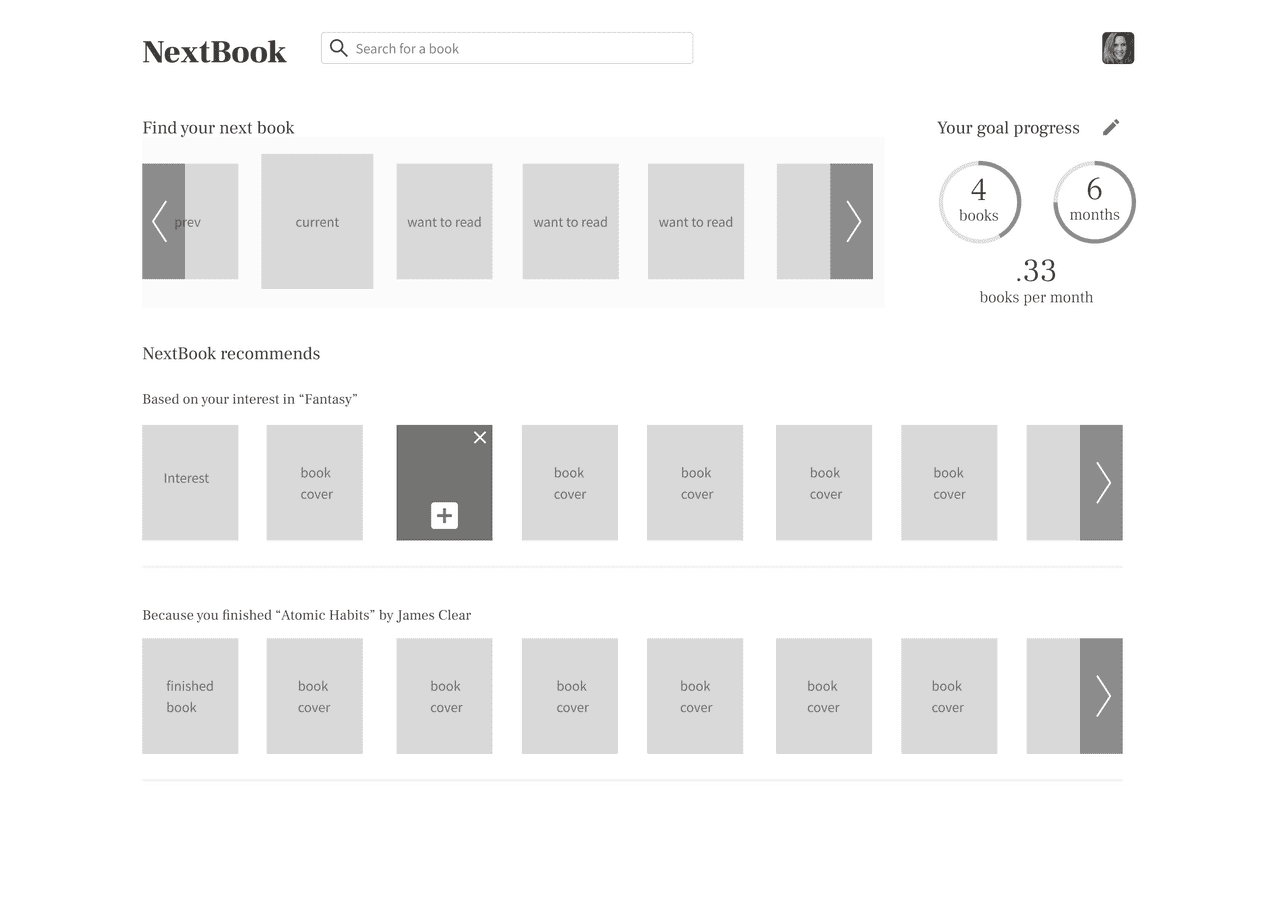 NextBook
Search for a book
Find your next book
Your goal progress
prev
current
want to read
want to read
want to read
4
books
6
months
.33
books per month
NextBook recommends
Based on your interest in “Fantasy”
Interest
book
cover
book
cover
book
cover
book
cover
book
cover
Because you finished “Atomic Habits” by James Clear
finished
book
book
cover
book
cover
book
cover
book
cover
book
cover
book
cover